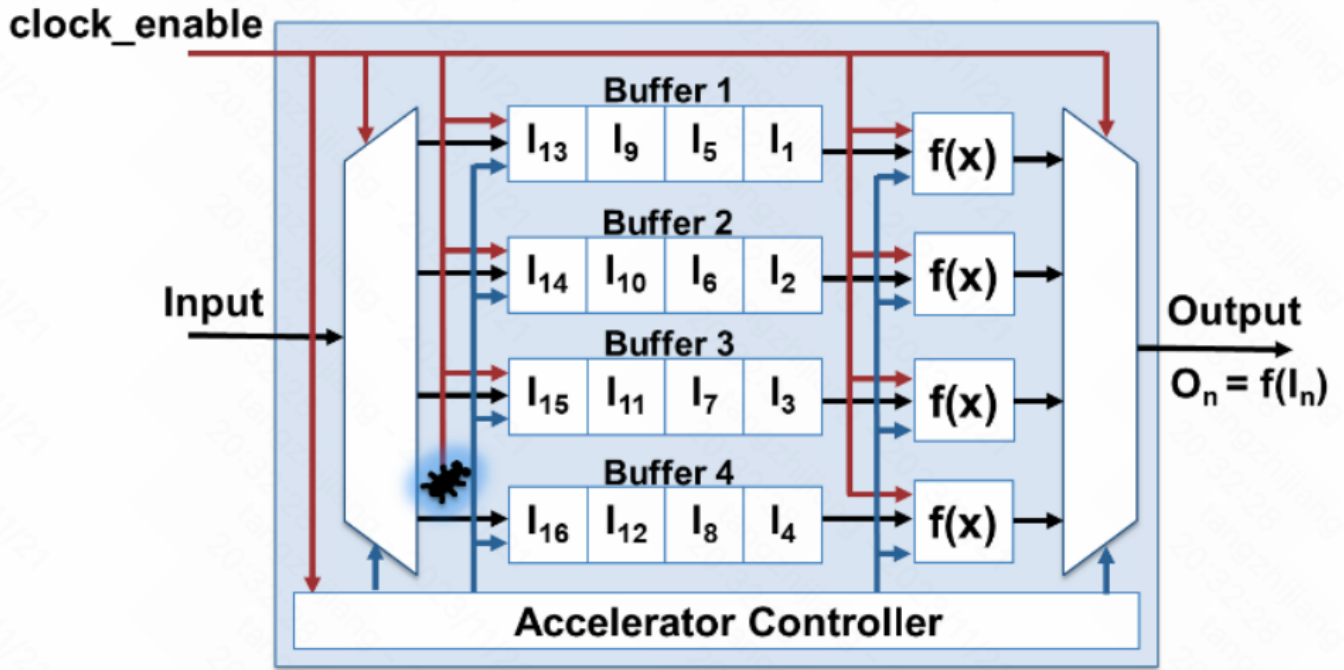 clock_enable
Buffer 1
I₁₃ I₉ I₅ I₁ f(x)
Buffer 2
I₁₄ I₁₀ I₆ I₂ f(x)
Input
Output
Buffer 3
Oₙ = f(Iₙ)
I₁₅ I₁₁ I₇ I₃ f(x)
Buffer 4
I₁₆ I₁₂ I₈ I₄ f(x)
Accelerator Controller